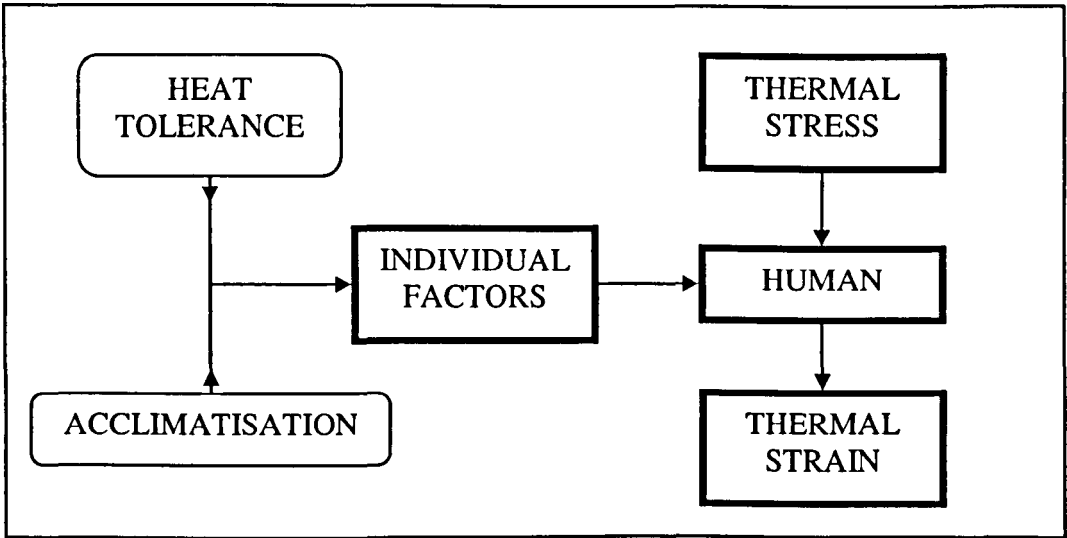 HEAT
TOLERANCE
THERMAL
STRESS
INDIVIDUAL
FACTORS
HUMAN
ACCLIMATISATION
THERMAL
STRAIN